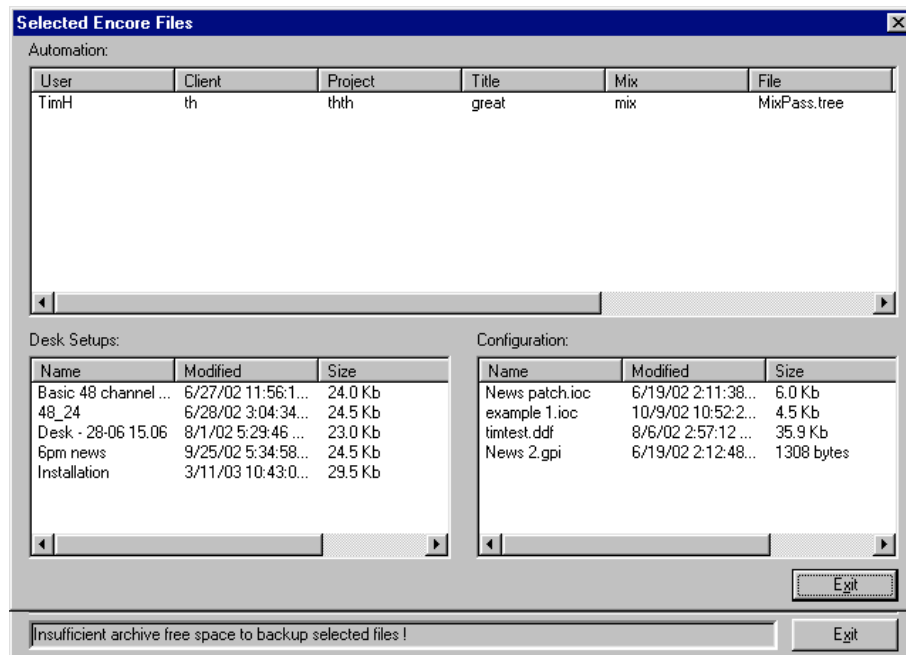 Selected Encore Files
Automation:
User Client Project Title Mix File
TimH th thth great mix MixPass.tree
Desk Setups:
Name Modified Size
Basic 48 channel ... 6/27/02 11:56:1... 24.0 Kb
48_24 6/28/02 3:04:34... 24.5 Kb
Desk - 28-06 15.06 8/1/02 5:29:46 ... 23.0 Kb
6pm news 9/25/02 5:34:58... 24.5 Kb
Installation 3/11/03 10:43:0... 29.5 Kb
Configuration:
Name Modified Size
News patch.ioc 6/19/02 2:11:38... 6.0 Kb
example 1.ioc 10/9/02 10:52:2... 4.5 Kb
timtest.ddf 8/6/02 2:57:12 ... 35.9 Kb
News 2.gpi 6/19/02 2:12:48... 1308 bytes
Exit
Insufficient archive free space to backup selected files ! Exit